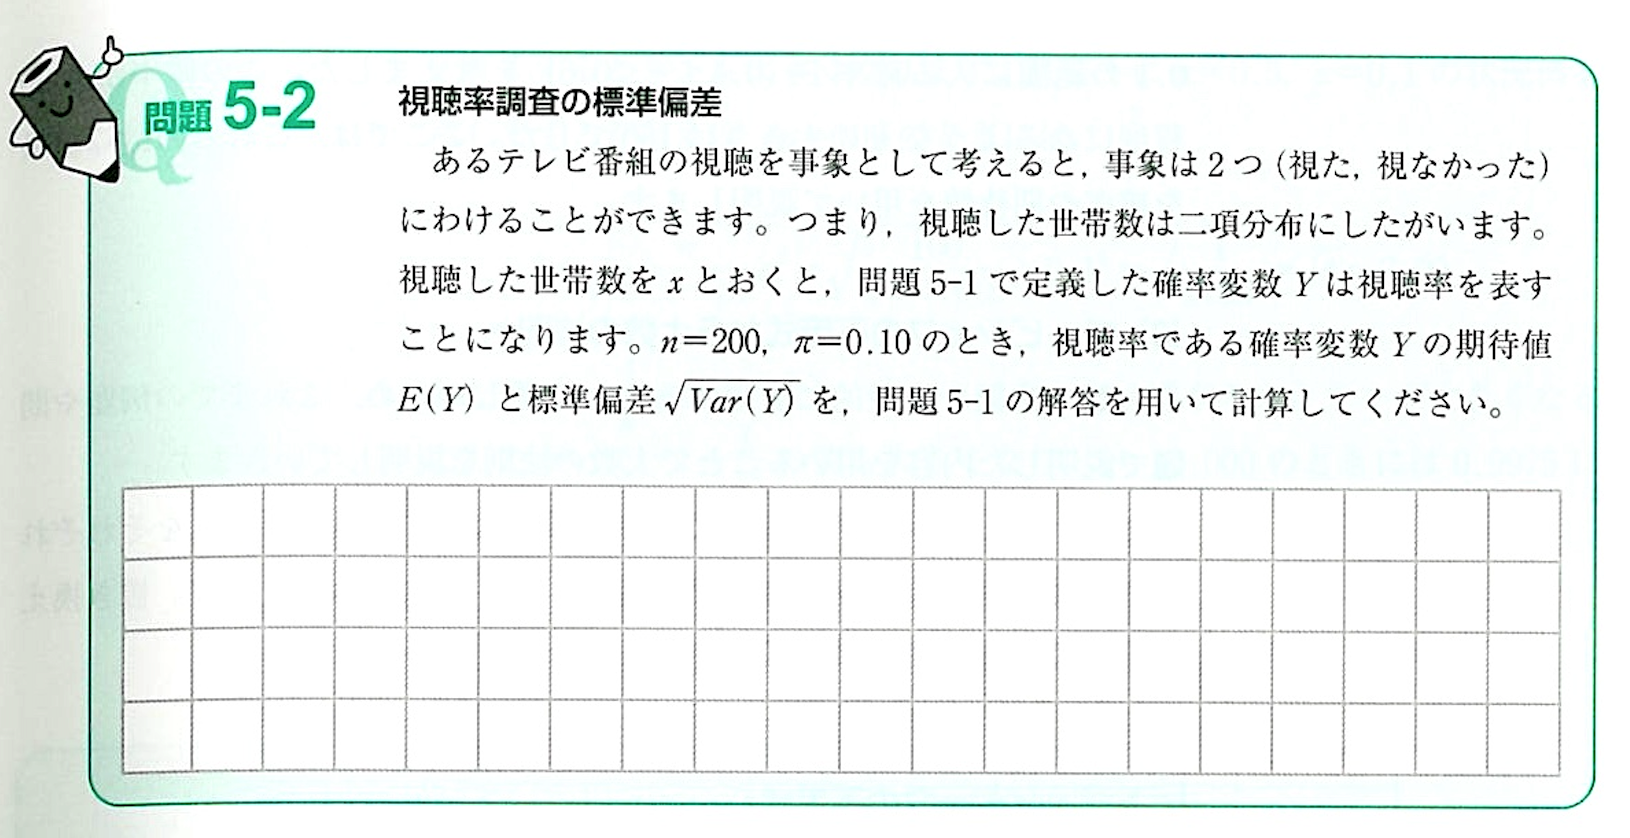 問題 5-2 視聴率調査の標準偏差
あるテレビ番組の視聴を事象として考えると，事象は2つ（視た，視なかった）
にわけることができます。つまり，視聴した世帯数は二項分布にしたがいます。
視聴した世帯数をxとおくと，問題5-1で定義した確率変数Yは視聴率を表す
ことになります。n=200，π=0.10のとき，視聴率である確率変数Yの期待値
E(Y) と標準偏差√Var(Y) を，問題5-1の解答を用いて計算してください。